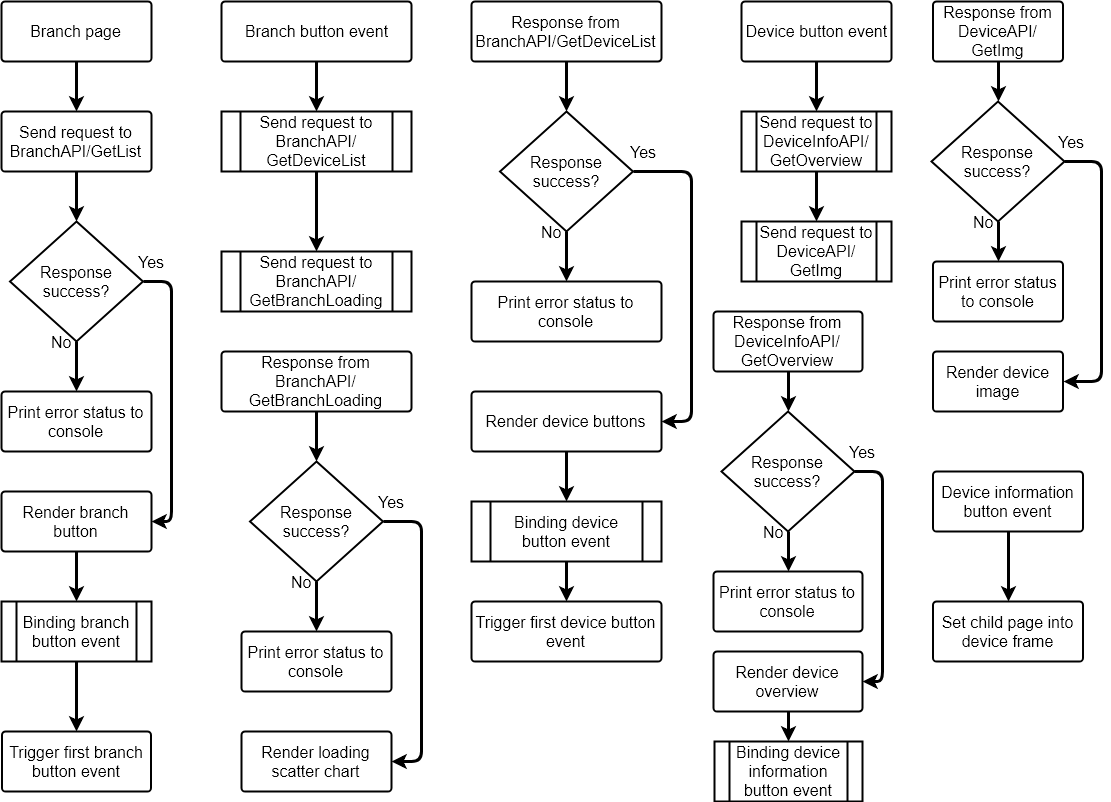 Branch page
Send request to
BranchAPI/GetList
Response
success?
Yes
No
Print error status to
console
Render branch
button
Binding branch
button event
Trigger first branch
button event
Branch button event
Send request to
BranchAPI/
GetDeviceList
Send request to
BranchAPI/
GetBranchLoading
Response from
BranchAPI/
GetBranchLoading
Response
success?
Yes
No
Print error status to
console
Render loading
scatter chart
Response from
BranchAPI/GetDeviceList
Response
success?
Yes
No
Print error status to
console
Render device buttons
Binding device
button event
Trigger first device button
event
Device button event
Send request to
DeviceInfoAPI/
GetOverview
Send request to
DeviceAPI/
GetImg
Response from
DeviceInfoAPI/
GetOverview
Response
success?
Yes
No
Print error status to
console
Render device
overview
Binding device
information
button event
Response from
DeviceAPI/
GetImg
Response
success?
Yes
No
Print error status
to console
Render device
image
Device information
button event
Set child page into
device frame